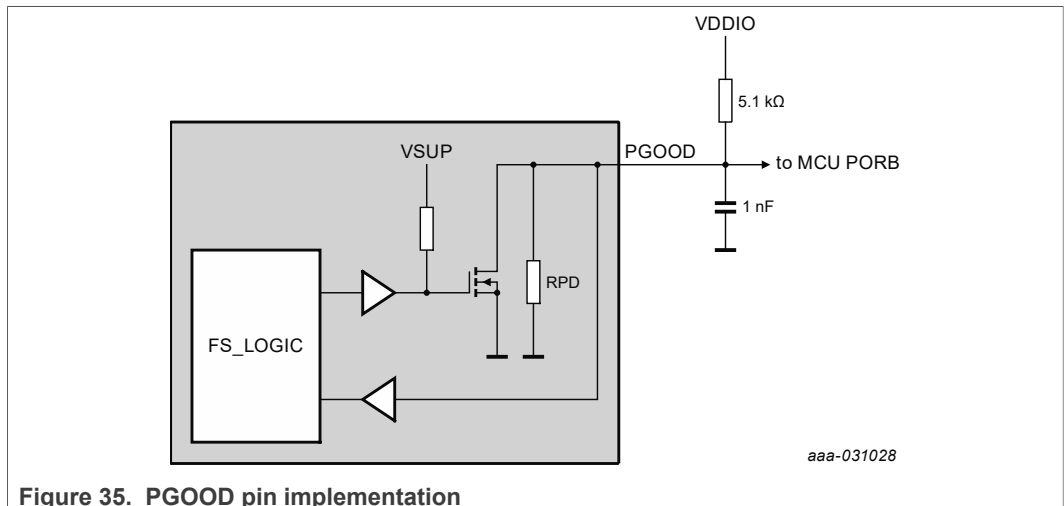 VDDIO
5.1 kΩ
VSUP
PGOOD
to MCU PORB
1 nF
RPD
FS_LOGIC
aaa-031028
Figure 35. PGOOD pin implementation